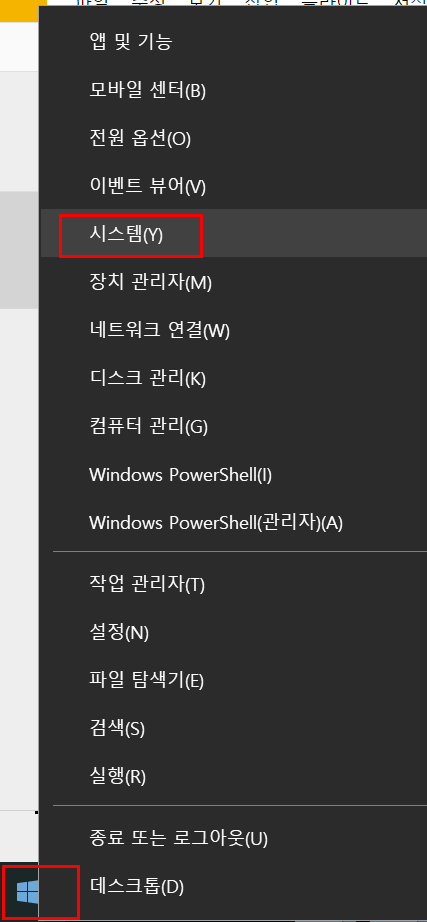 앱 및 기능
모바일 센터(B)
전원 옵션(O)
이벤트 뷰어(V)
시스템(Y)
장치 관리자(M)
네트워크 연결(W)
디스크 관리(K)
컴퓨터 관리(G)
Windows PowerShell(I)
Windows PowerShell(관리자)(A)
작업 관리자(T)
설정(N)
파일 탐색기(E)
검색(S)
실행(R)
종료 또는 로그아웃(U)
데스크톱(D)